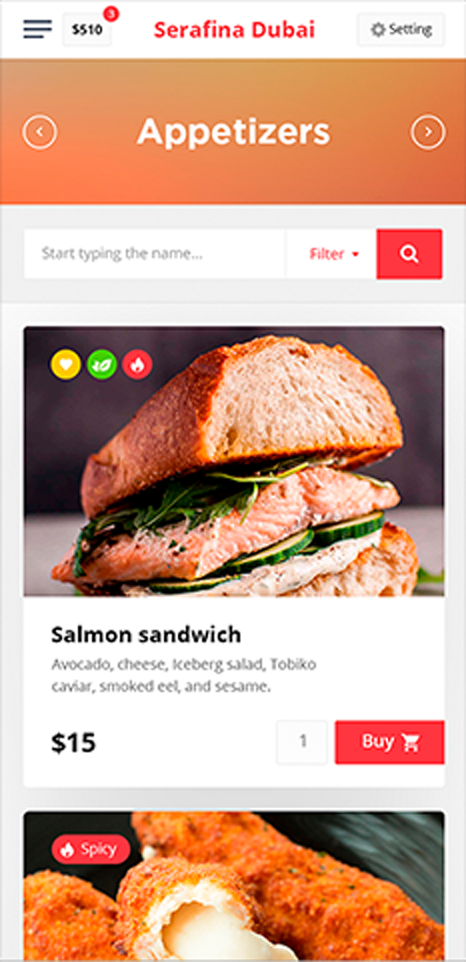 $510
3
Serafina Dubai
Setting
Appetizers
Start typing the name...
Filter
Salmon sandwich
Avocado, cheese, Iceberg salad, Tobiko
caviar, smoked eel, and sesame.
$15
1
Buy
Spicy